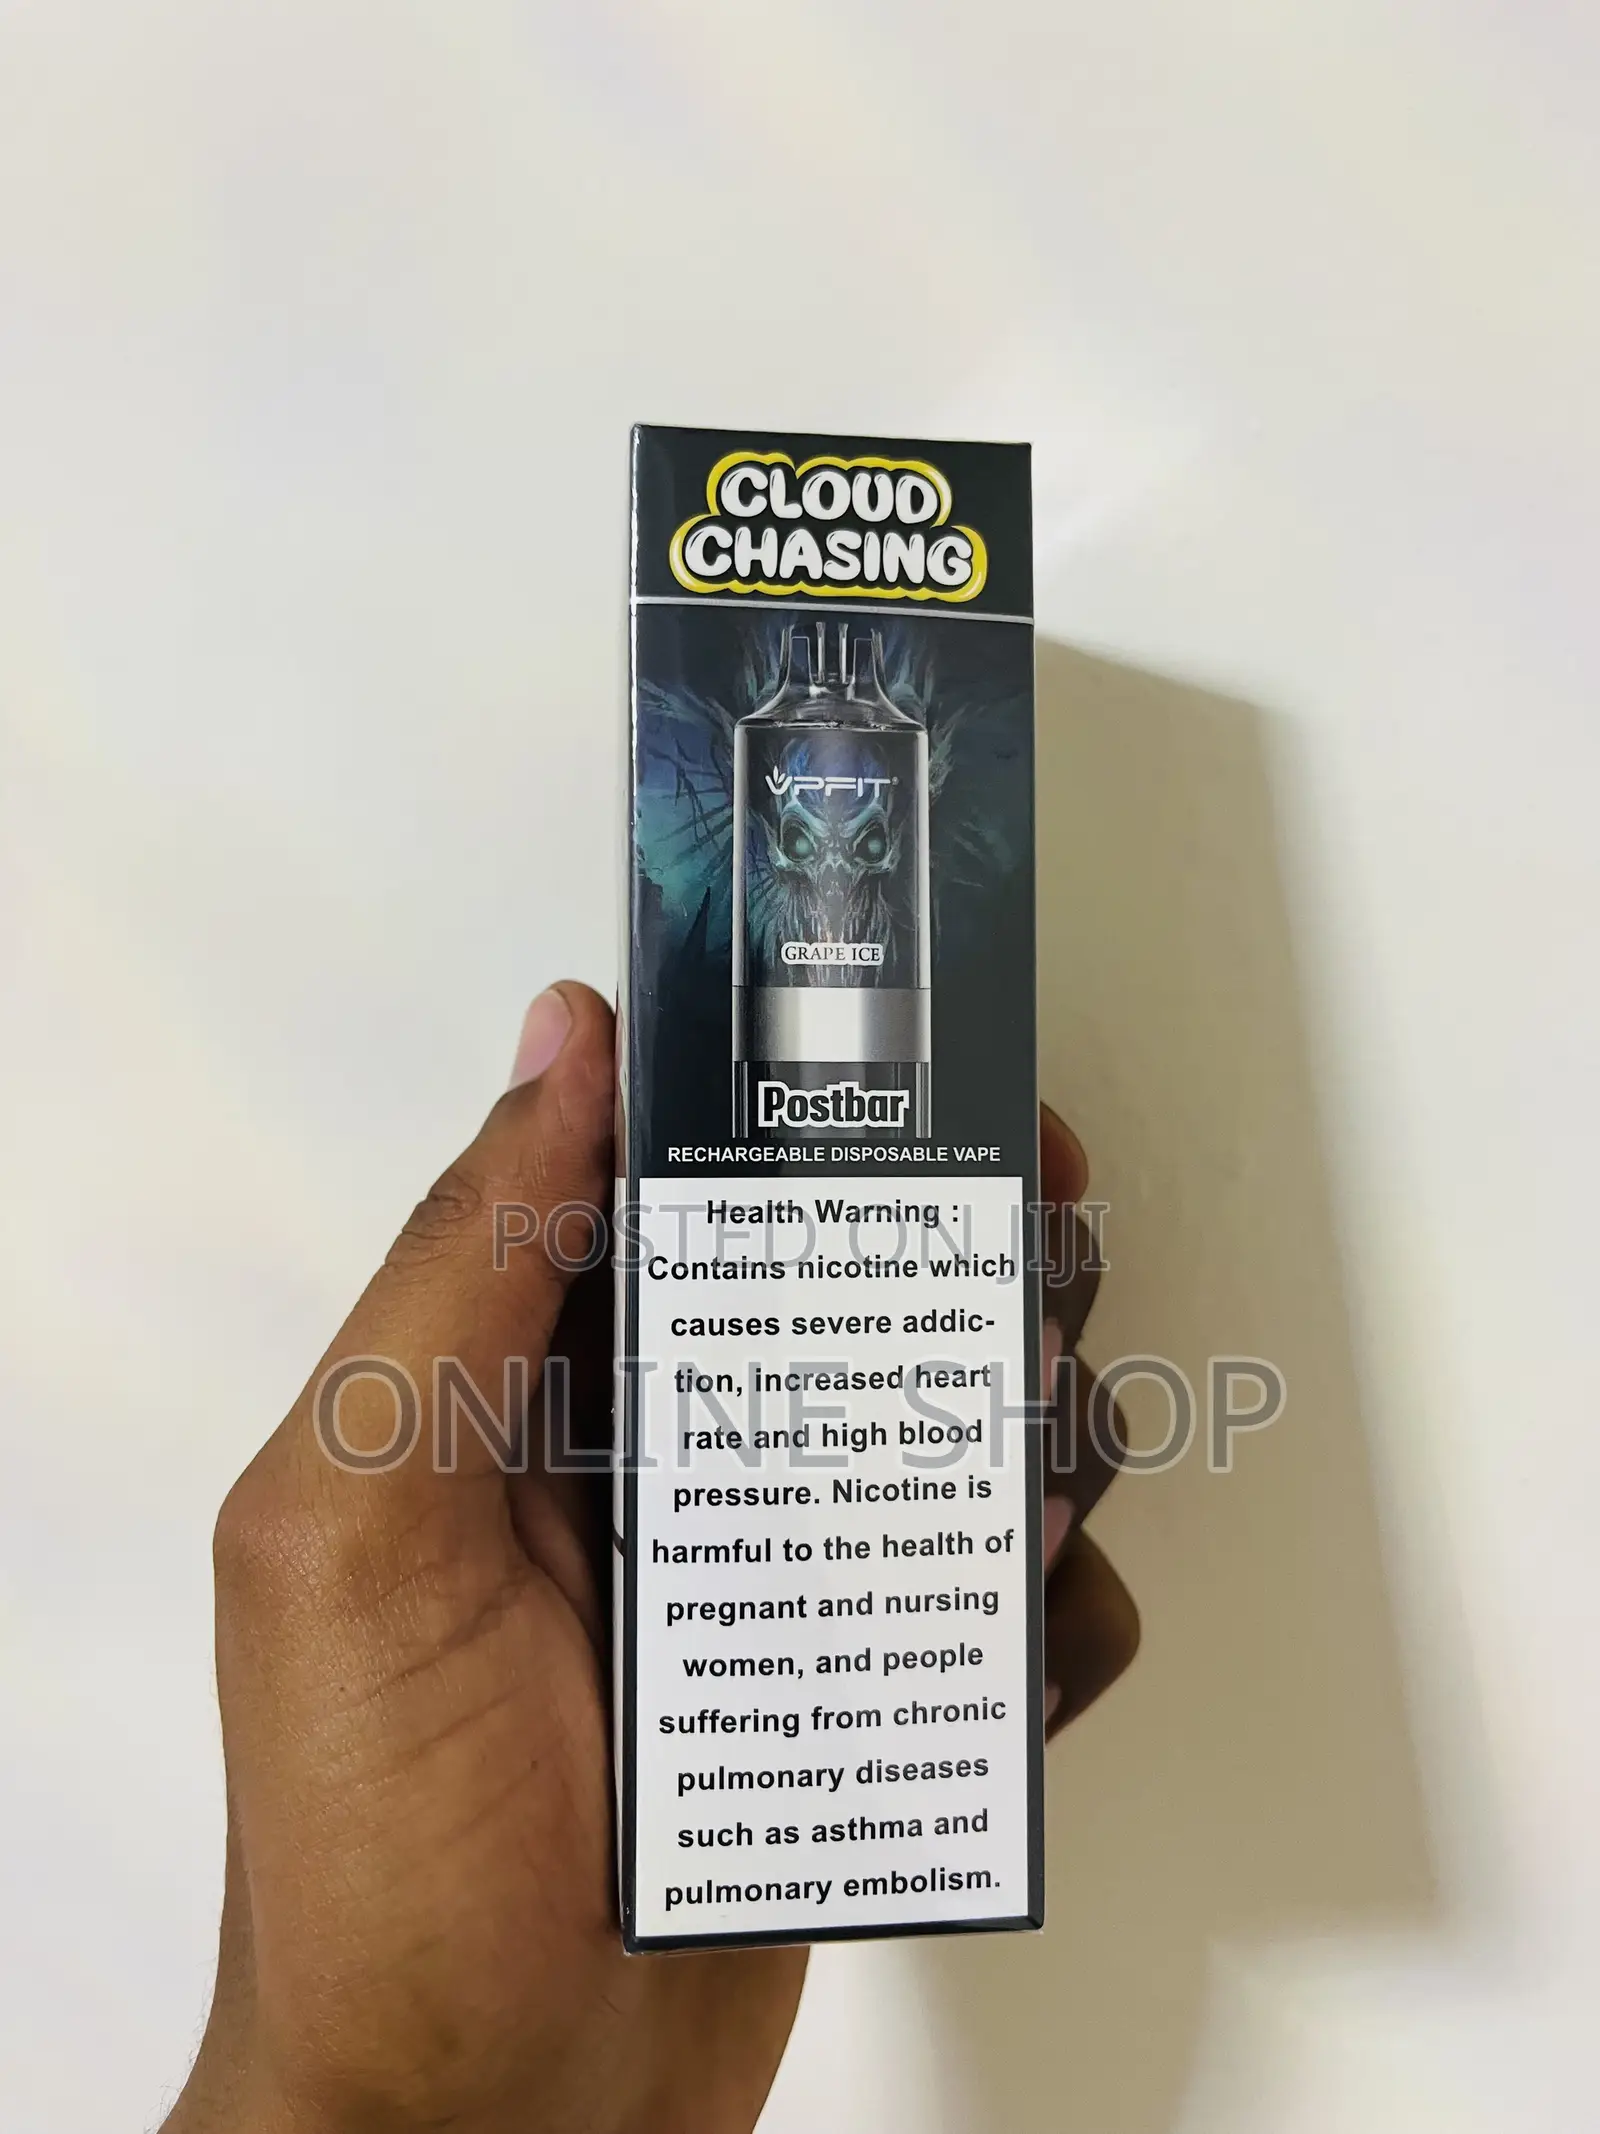 CLOUD
CHASING
VPFIT
GRAPE ICE
Postbar
RECHARGEABLE DISPOSABLE VAPE
Health Warning :
Contains nicotine which
causes severe addic-
tion, increased heart
rate and high blood
pressure. Nicotine is
harmful to the health of
pregnant and nursing
women, and people
suffering from chronic
pulmonary diseases
such as asthma and
pulmonary embolism.
POSTED ON JIJI
ONLINE SHOP